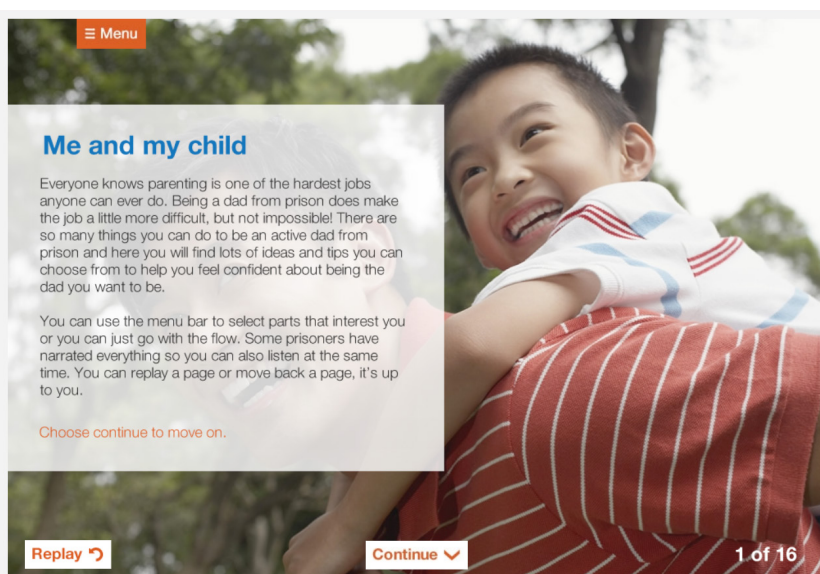 ☰ Menu
Me and my child
Everyone knows parenting is one of the hardest jobs
anyone can ever do. Being a dad from prison does make
the job a little more difficult, but not impossible! There are
so many things you can do to be an active dad from
prison and here you will find lots of ideas and tips you can
choose from to help you feel confident about being the
dad you want to be.
You can use the menu bar to select parts that interest you
or you can just go with the flow. Some prisoners have
narrated everything so you can also listen at the same
time. You can replay a page or move back a page, it's up
to you.
Choose continue to move on.
Replay
Continue
1 of 16